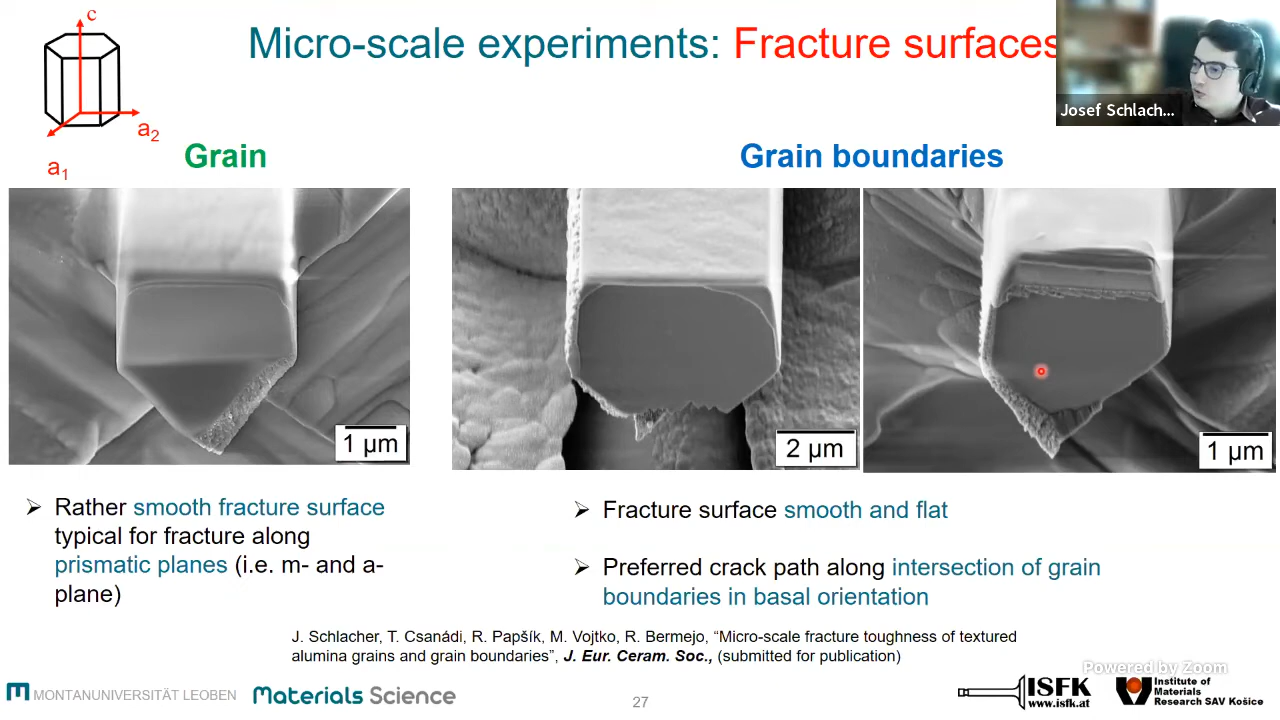 c
a2
a1
Micro-scale experiments: Fracture surfaces
Josef Schlach...
Grain
Grain boundaries
1 µm
2 µm
1 µm
➢ Rather smooth fracture surface
typical for fracture along
prismatic planes (i.e. m- and a-
plane)
➢ Fracture surface smooth and flat
➢ Preferred crack path along intersection of grain
boundaries in basal orientation
J. Schlacher, T. Csanádi, R. Papšík, M. Vojtko, R. Bermejo, “Micro-scale fracture toughness of textured
alumina grains and grain boundaries”, J. Eur. Ceram. Soc., (submitted for publication)
Powered by Zoom
MONTANUNIVERSITÄT LEOBEN
Materials Science
27
ISFK
www.isfk.at
Institute of
Materials
Research SAV Košice